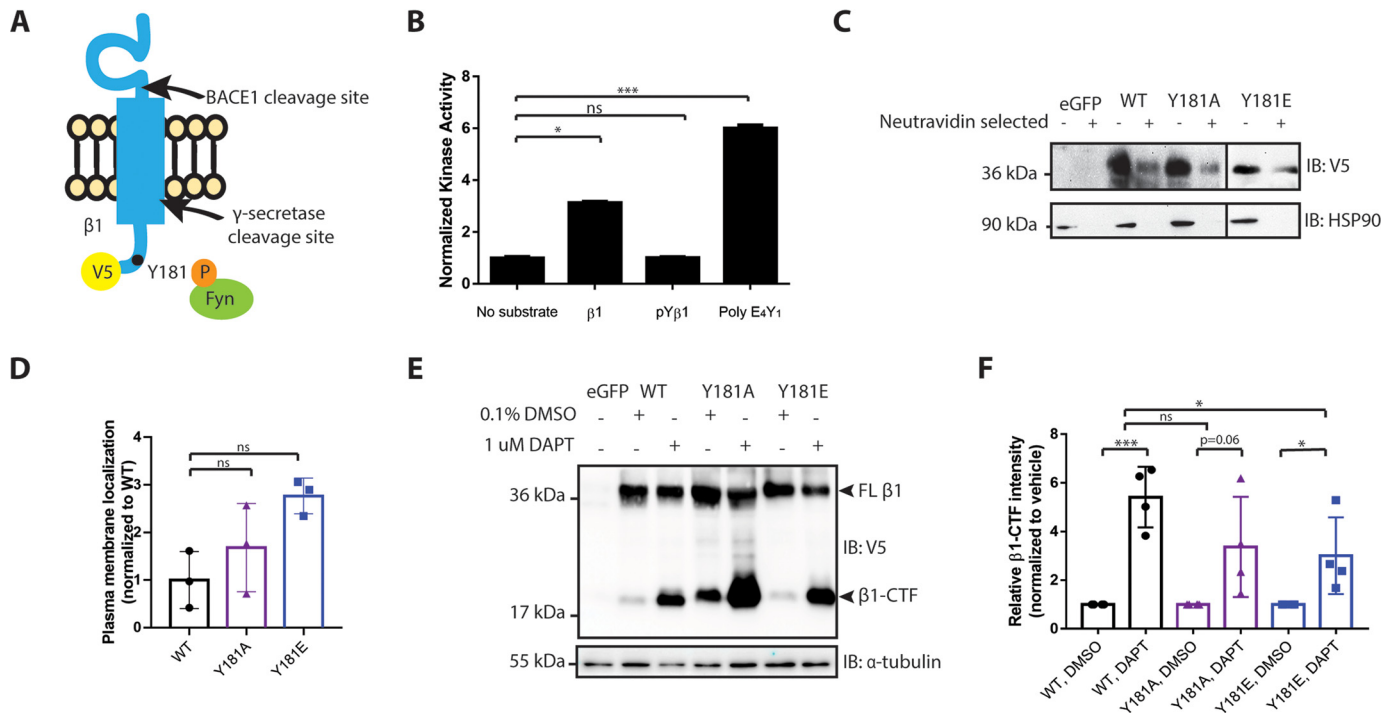 A
BACE1 cleavage site
β1
γ-secretase
cleavage site
V5
Y181
P
Fyn
B
Normalized Kinase Activity
8
6
4
2
0
***
ns
*
No substrate
β1
pYβ1
Poly E4Y1
C
eGFP WT Y181A Y181E
Neutravidin selected - + - + - + - +
36 kDa
IB: V5
90 kDa
IB: HSP90
D
Plasma membrane localization
(normalized to WT)
4
3
2
1
0
ns
ns
WT
Y181A
Y181E
E
eGFP WT Y181A Y181E
0.1% DMSO - + - + - + -
1 uM DAPT - - + - + - +
36 kDa
FL β1
IB: V5
β1-CTF
17 kDa
55 kDa
IB: α-tubulin
F
Relative β1-CTF intensity
(normalized to vehicle)
8
6
4
2
0
*
ns
***
p=0.06
*
WT, DMSO
WT, DAPT
Y181A, DMSO
Y181A, DAPT
Y181E, DMSO
Y181E, DAPT